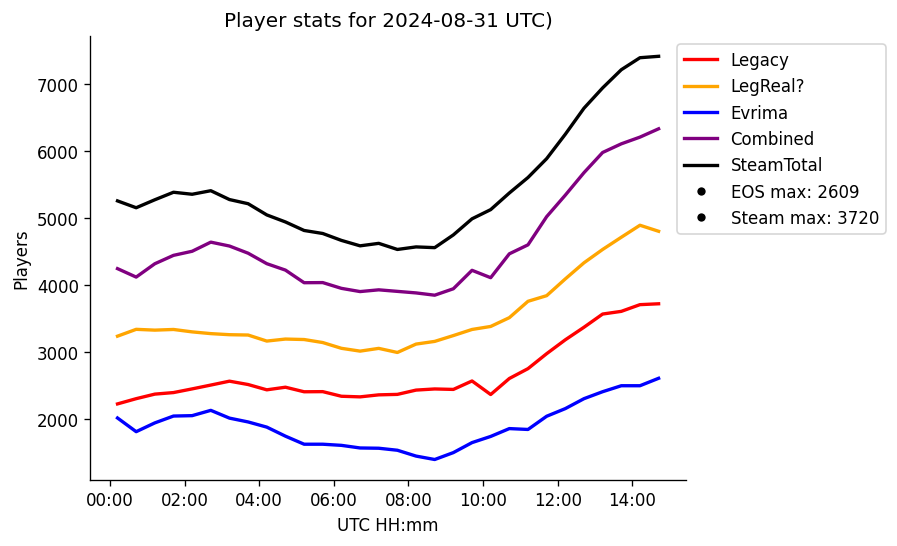 Player stats for 2024-08-31 UTC)
Legacy
LegReal?
Evrima
Combined
SteamTotal
EOS max: 2609
Steam max: 3720
Players
7000
6000
5000
4000
3000
2000
00:00 02:00 04:00 06:00 08:00 10:00 12:00 14:00
UTC HH:mm